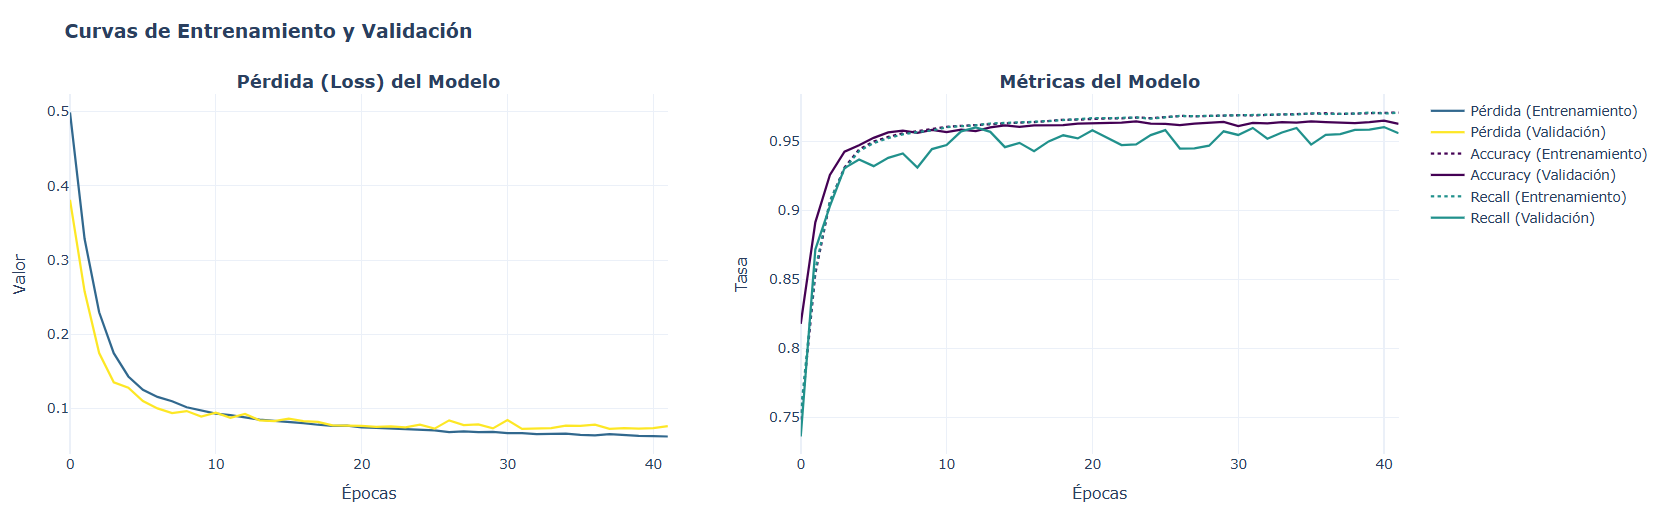 Curvas de Entrenamiento y Validación
Pérdida (Loss) del Modelo
0.5
0.4
0.3
0.2
0.1
Valor
0
10
20
30
40
Épocas
Métricas del Modelo
0.95
0.9
0.85
0.8
0.75
Tasa
0
10
20
30
40
Épocas
Pérdida (Entrenamiento)
Pérdida (Validación)
Accuracy (Entrenamiento)
Accuracy (Validación)
Recall (Entrenamiento)
Recall (Validación)